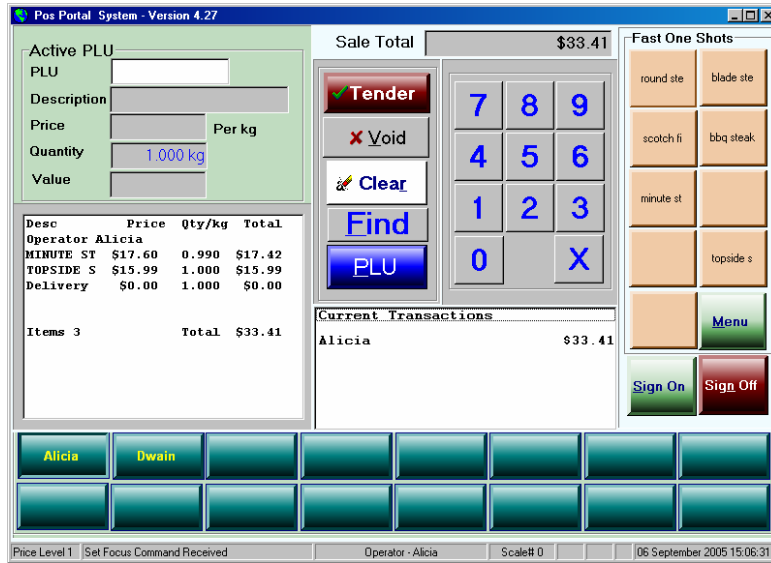 Pos Portal System - Version 4.27
Active PLU
PLU
Description
Price Per kg
Quantity 1.000 kg
Value
Sale Total $33.41
Tender
Void
Clear
Find
PLU
7 8 9
4 5 6
1 2 3
0 X
Fast One Shots
round ste blade ste
scotch fi bbq steak
minute st
topside s
Menu
Sign On Sign Off
Desc Price Qty/kg Total
Operator Alicia
MINUTE ST $17.60 0.990 $17.42
TOPSIDE S $15.99 1.000 $15.99
Delivery $0.00 1.000 $0.00
Items 3 Total $33.41
Current Transactions
Alicia $33.41
Alicia Dwain
Price Level 1 Set Focus Command Received Operator - Alicia Scale# 0 06 September 2005 15:06:31